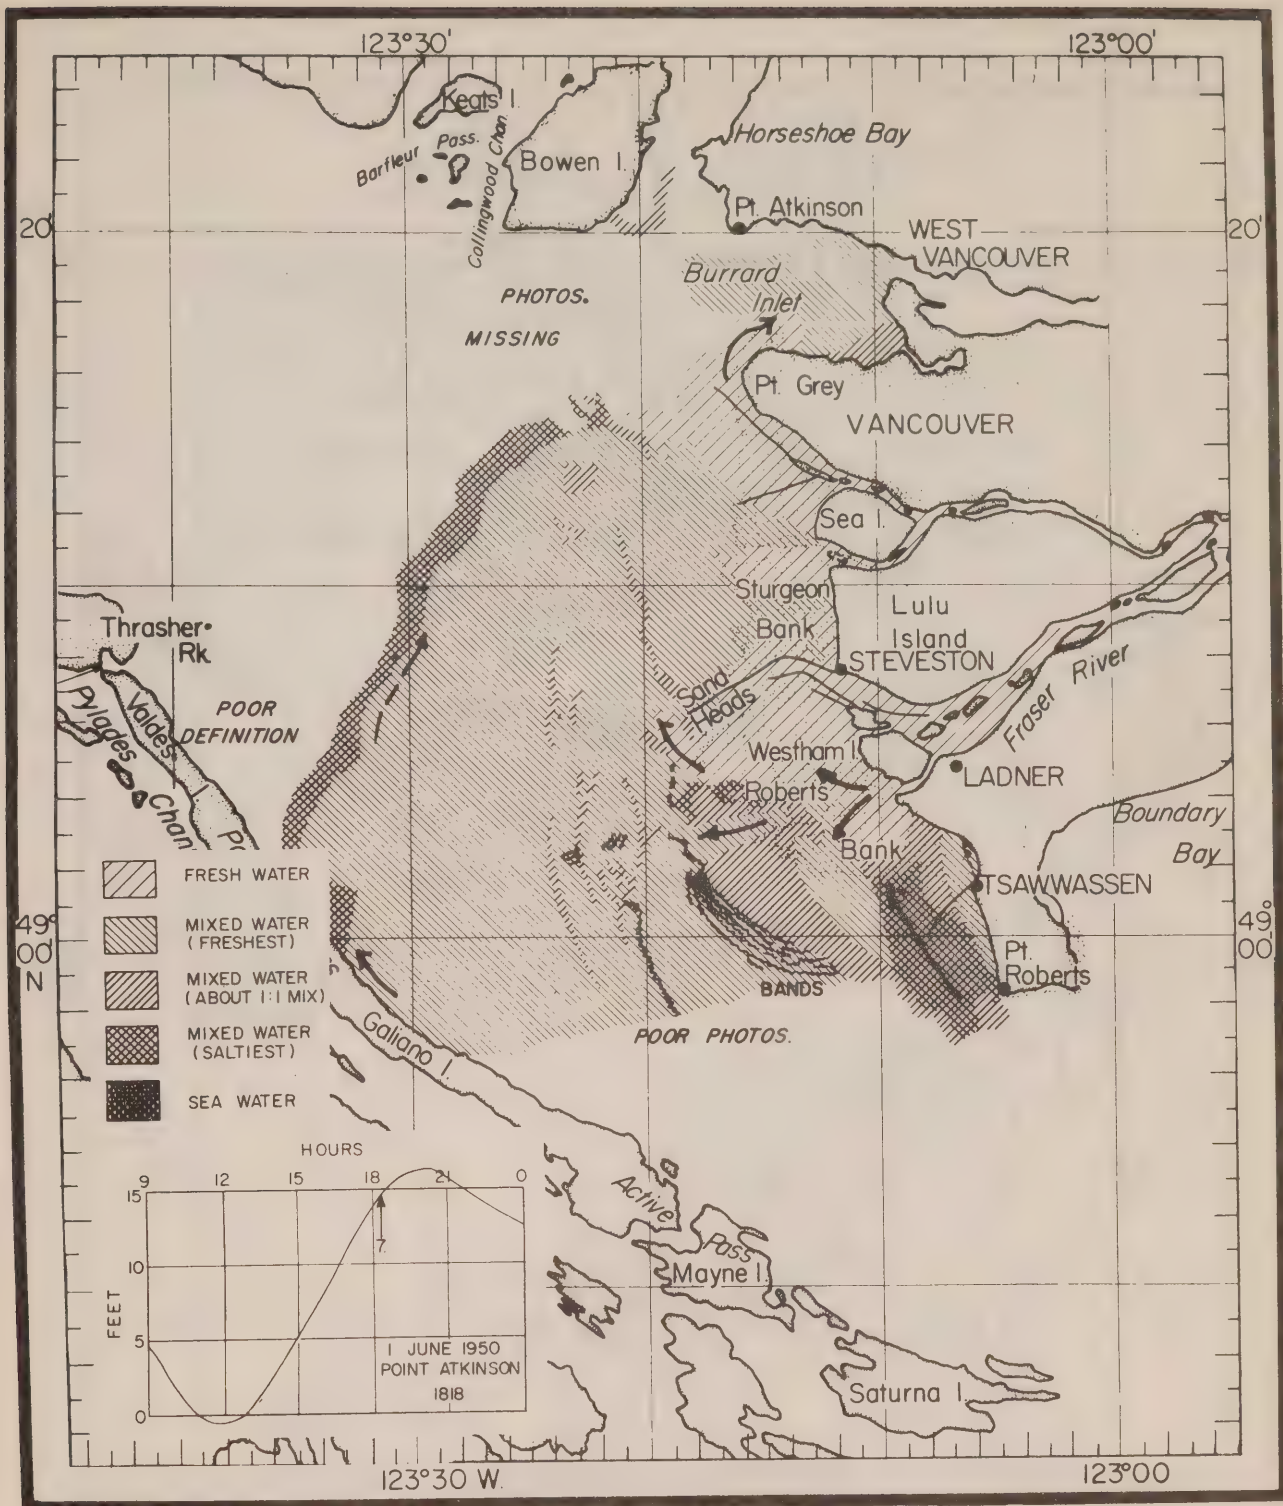 123°30'
123°00'
Keats I.
Horseshoe Bay
Barfleur Pass.
Collingwood Chan.
Bowen I.
Pt. Atkinson
20'
WEST
VANCOUVER
20'
Burrard
Inlet
PHOTOS.
MISSING
Pt. Grey
VANCOUVER
Sea I.
Sturgeon
Bank
Lulu
Island
STEVESTON
Thrasher
Rk.
Sand
Heads
Fraser River
POOR
DEFINITION
Pylades
Chan
Valdes I.
Po
Westham I.
LADNER
Roberts
Bank
Boundary
Bay
TSAWWASSEN
FRESH WATER
MIXED WATER
(FRESHEST)
MIXED WATER
(ABOUT 1:1 MIX)
MIXED WATER
(SALTIEST)
SEA WATER
49°
00'
N
49°
00'
Pt.
Roberts
BANDS
POOR PHOTOS.
Galiano I.
HOURS
9 12 15 18 21 0
15
10
5
0
FEET
7
1 JUNE 1950
POINT ATKINSON
1818
Active
Pass
Mayne I.
Saturna I.
123°30 W.
123°00